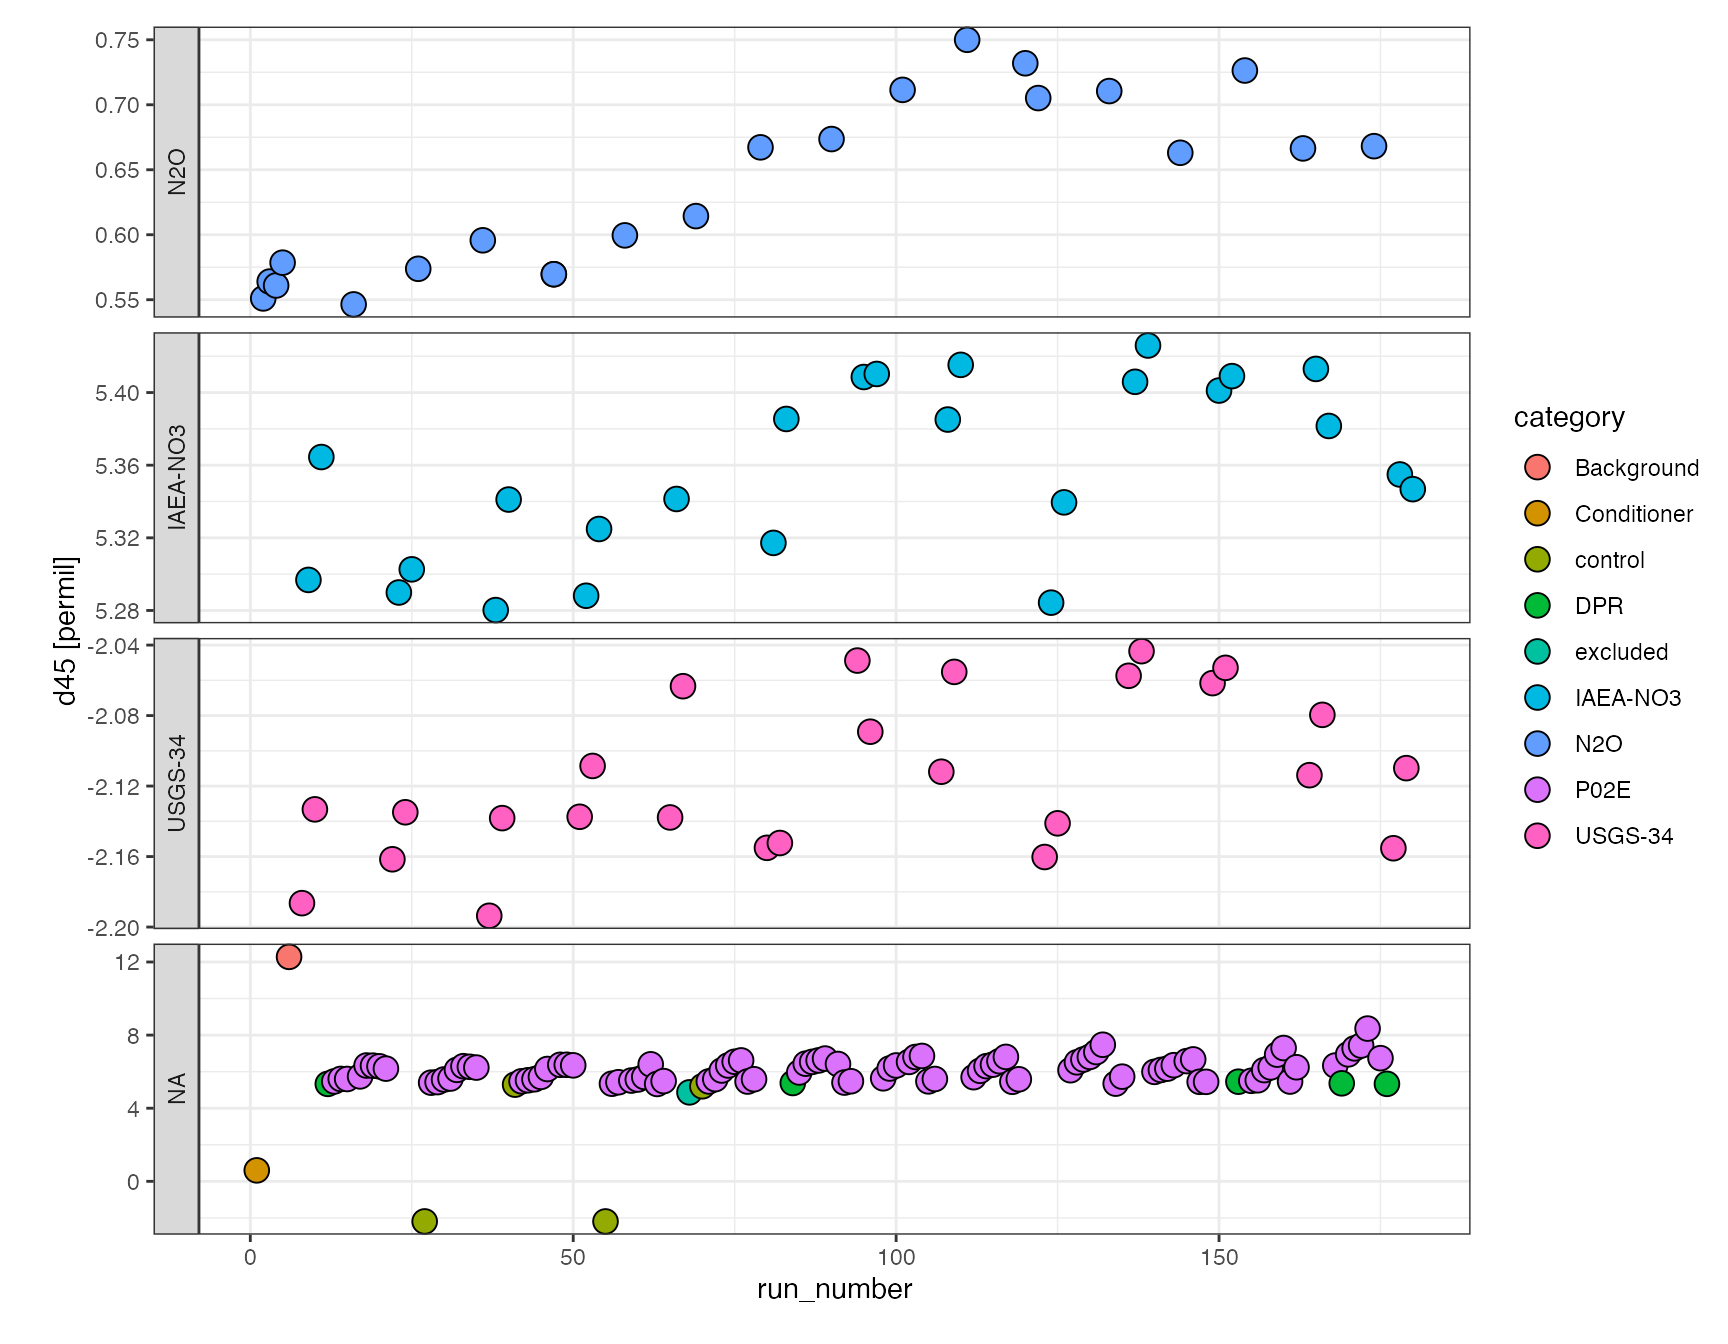 d45 [permil]
N2O
0.75
0.70
0.65
0.60
0.55
IAEA-NO3
5.40
5.36
5.32
5.28
USGS-34
-2.04
-2.08
-2.12
-2.16
-2.20
NA
12
8
4
0
0 50 100 150
run_number
category
Background
Conditioner
control
DPR
excluded
IAEA-NO3
N2O
P02E
USGS-34